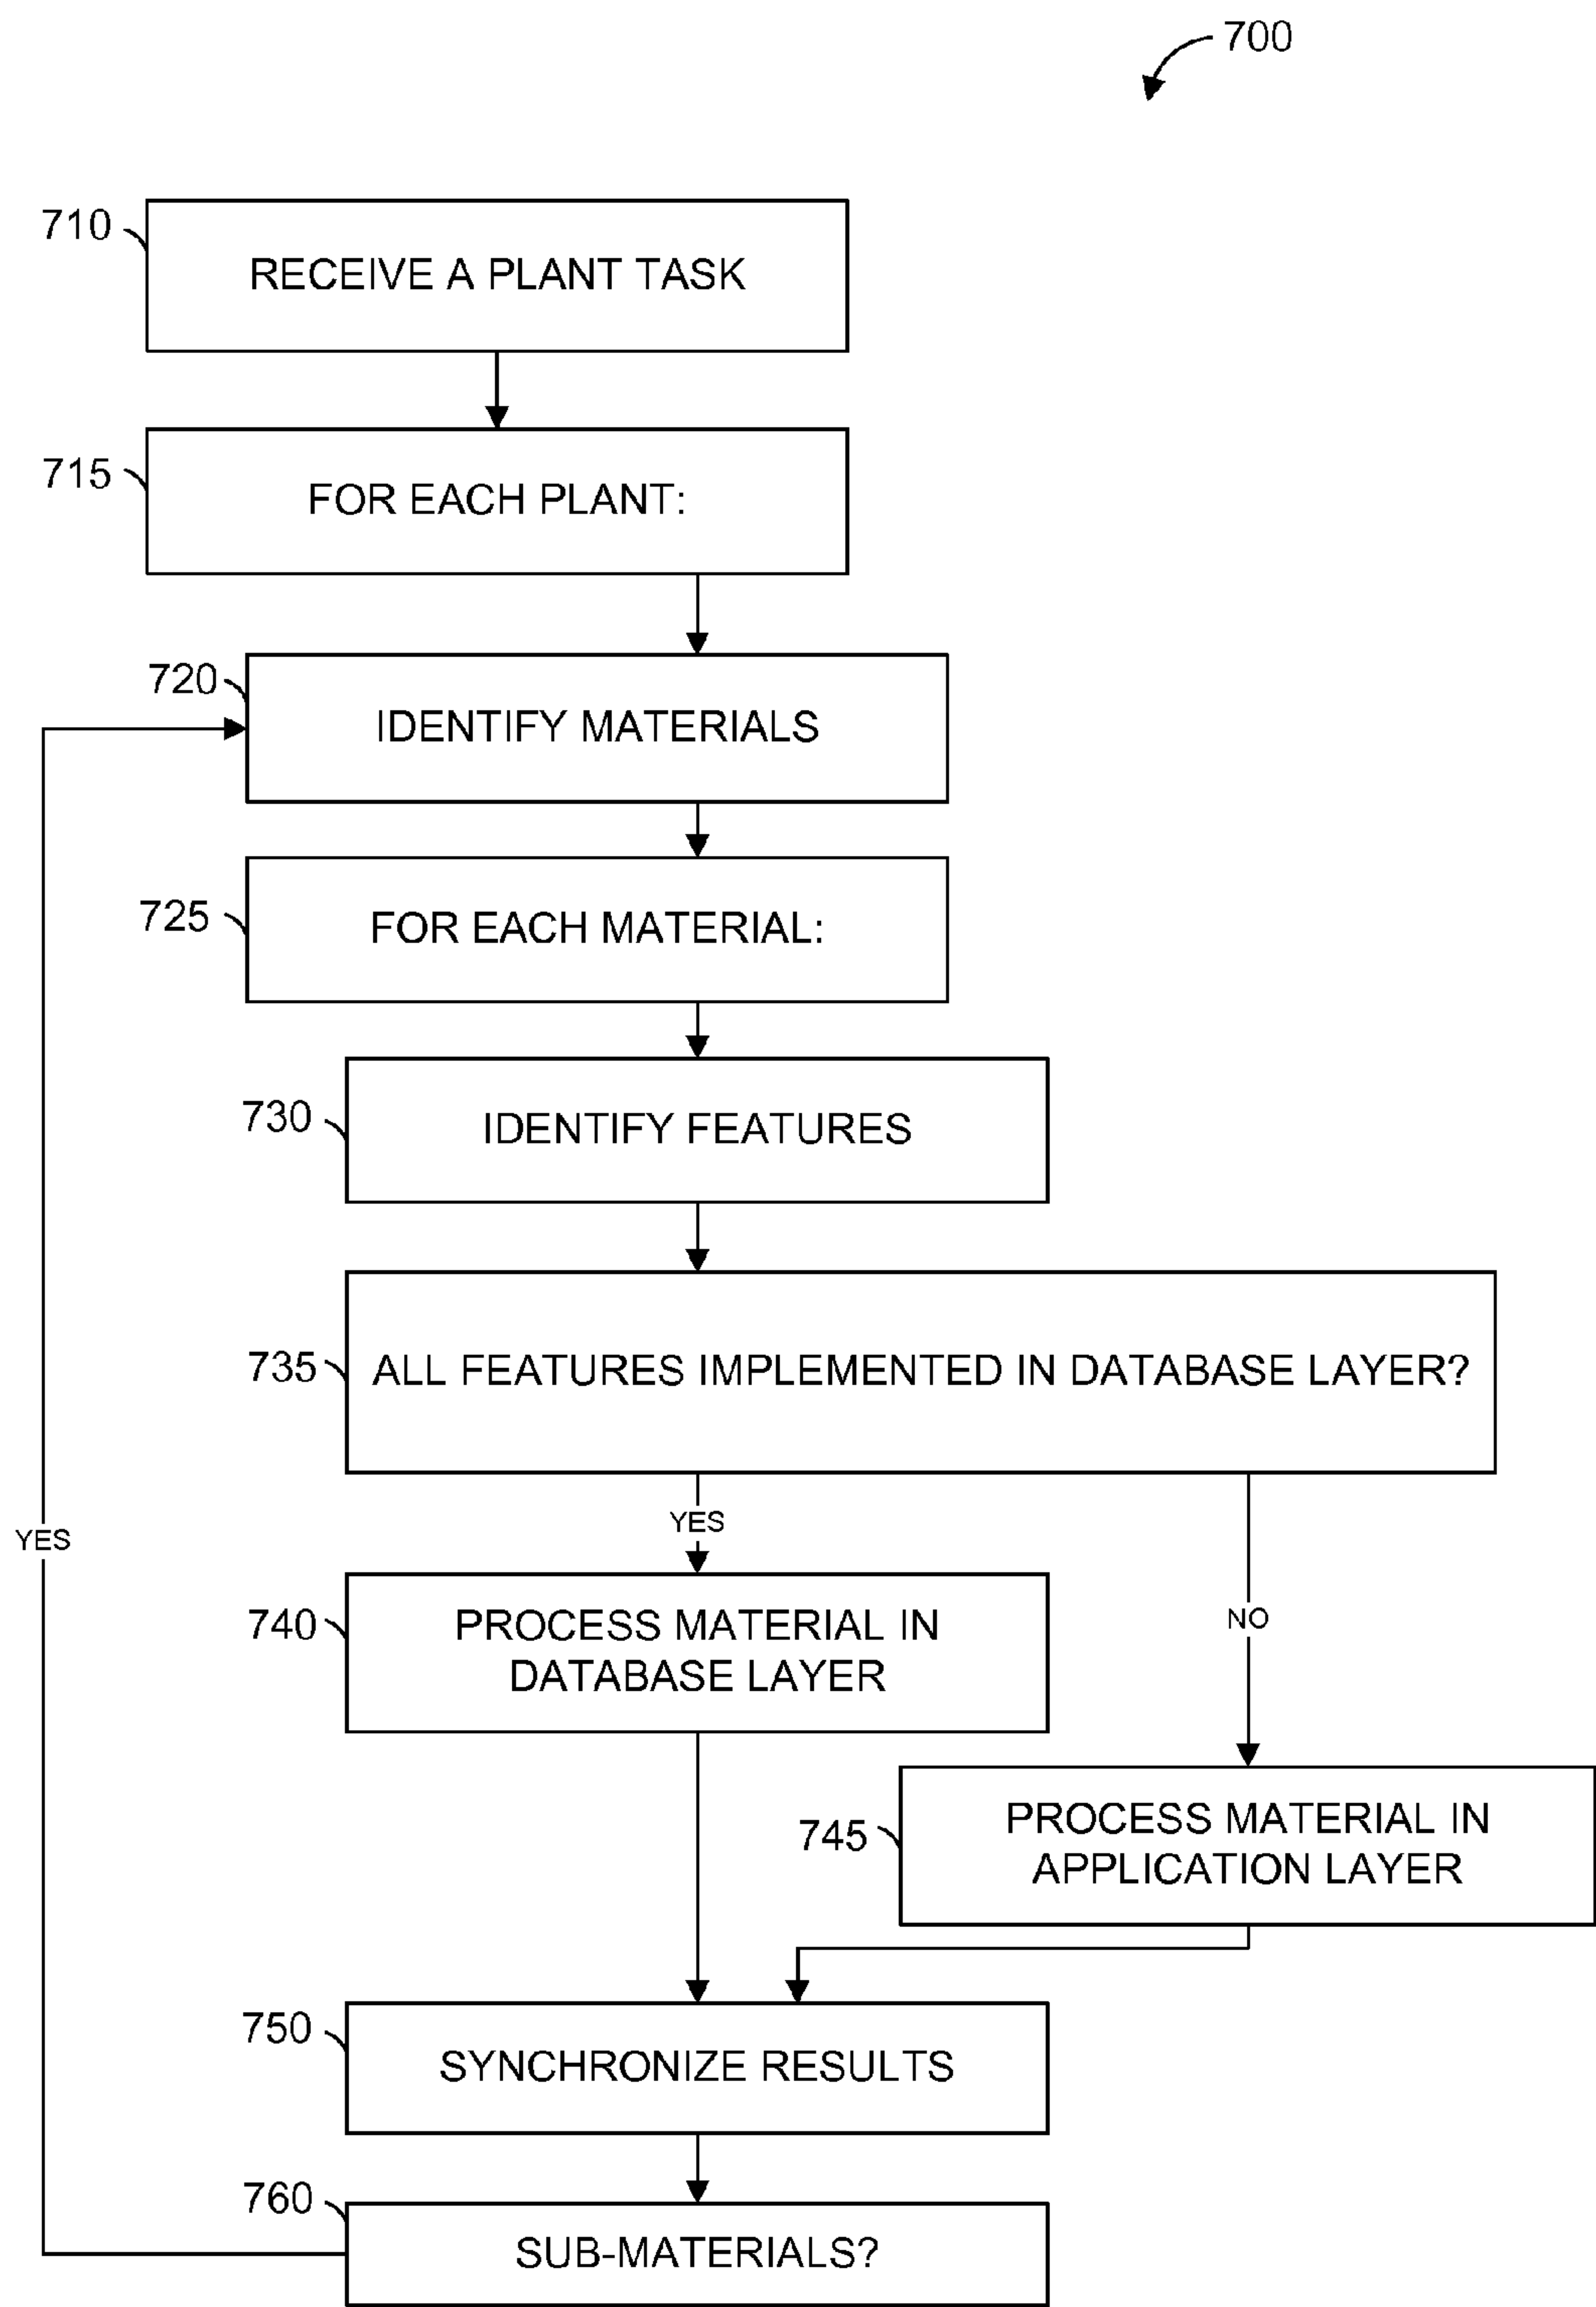 700
710
RECEIVE A PLANT TASK
715
FOR EACH PLANT:
720
IDENTIFY MATERIALS
725
FOR EACH MATERIAL:
730
IDENTIFY FEATURES
735
ALL FEATURES IMPLEMENTED IN DATABASE LAYER?
YES
YES
NO
740
PROCESS MATERIAL IN
DATABASE LAYER
745
PROCESS MATERIAL IN
APPLICATION LAYER
750
SYNCHRONIZE RESULTS
760
SUB-MATERIALS?